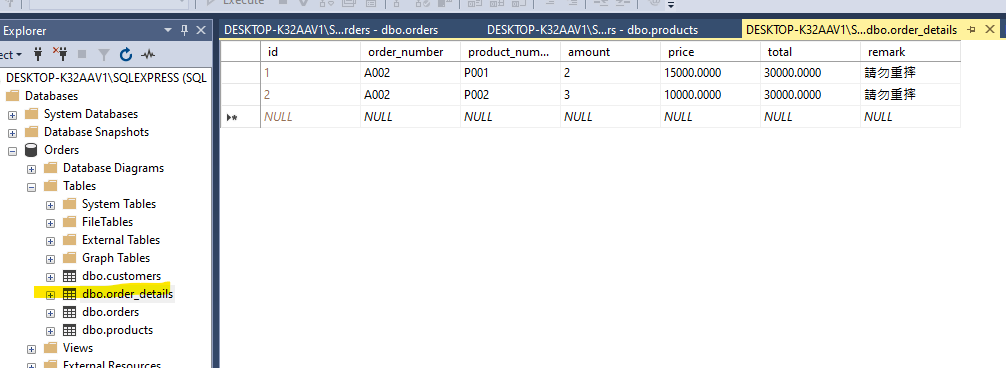 Execute
DESKTOP-K32AAV1\S...rders - dbo.orders
DESKTOP-K32AAV1\S...rs - dbo.products
DESKTOP-K32AAV1\S...dbo.order_details
Explorer
DESKTOP-K32AAV1\SQLEXPRESS (SQL
Databases
System Databases
Database Snapshots
Orders
Database Diagrams
Tables
System Tables
FileTables
External Tables
Graph Tables
dbo.customers
dbo.order_details
dbo.orders
dbo.products
Views
External Resources
id order_number product_num... amount price total remark
1 A002 P001 2 15000.0000 30000.0000 請勿重摔
2 A002 P002 3 10000.0000 30000.0000 請勿重摔
NULL NULL NULL NULL NULL NULL NULL